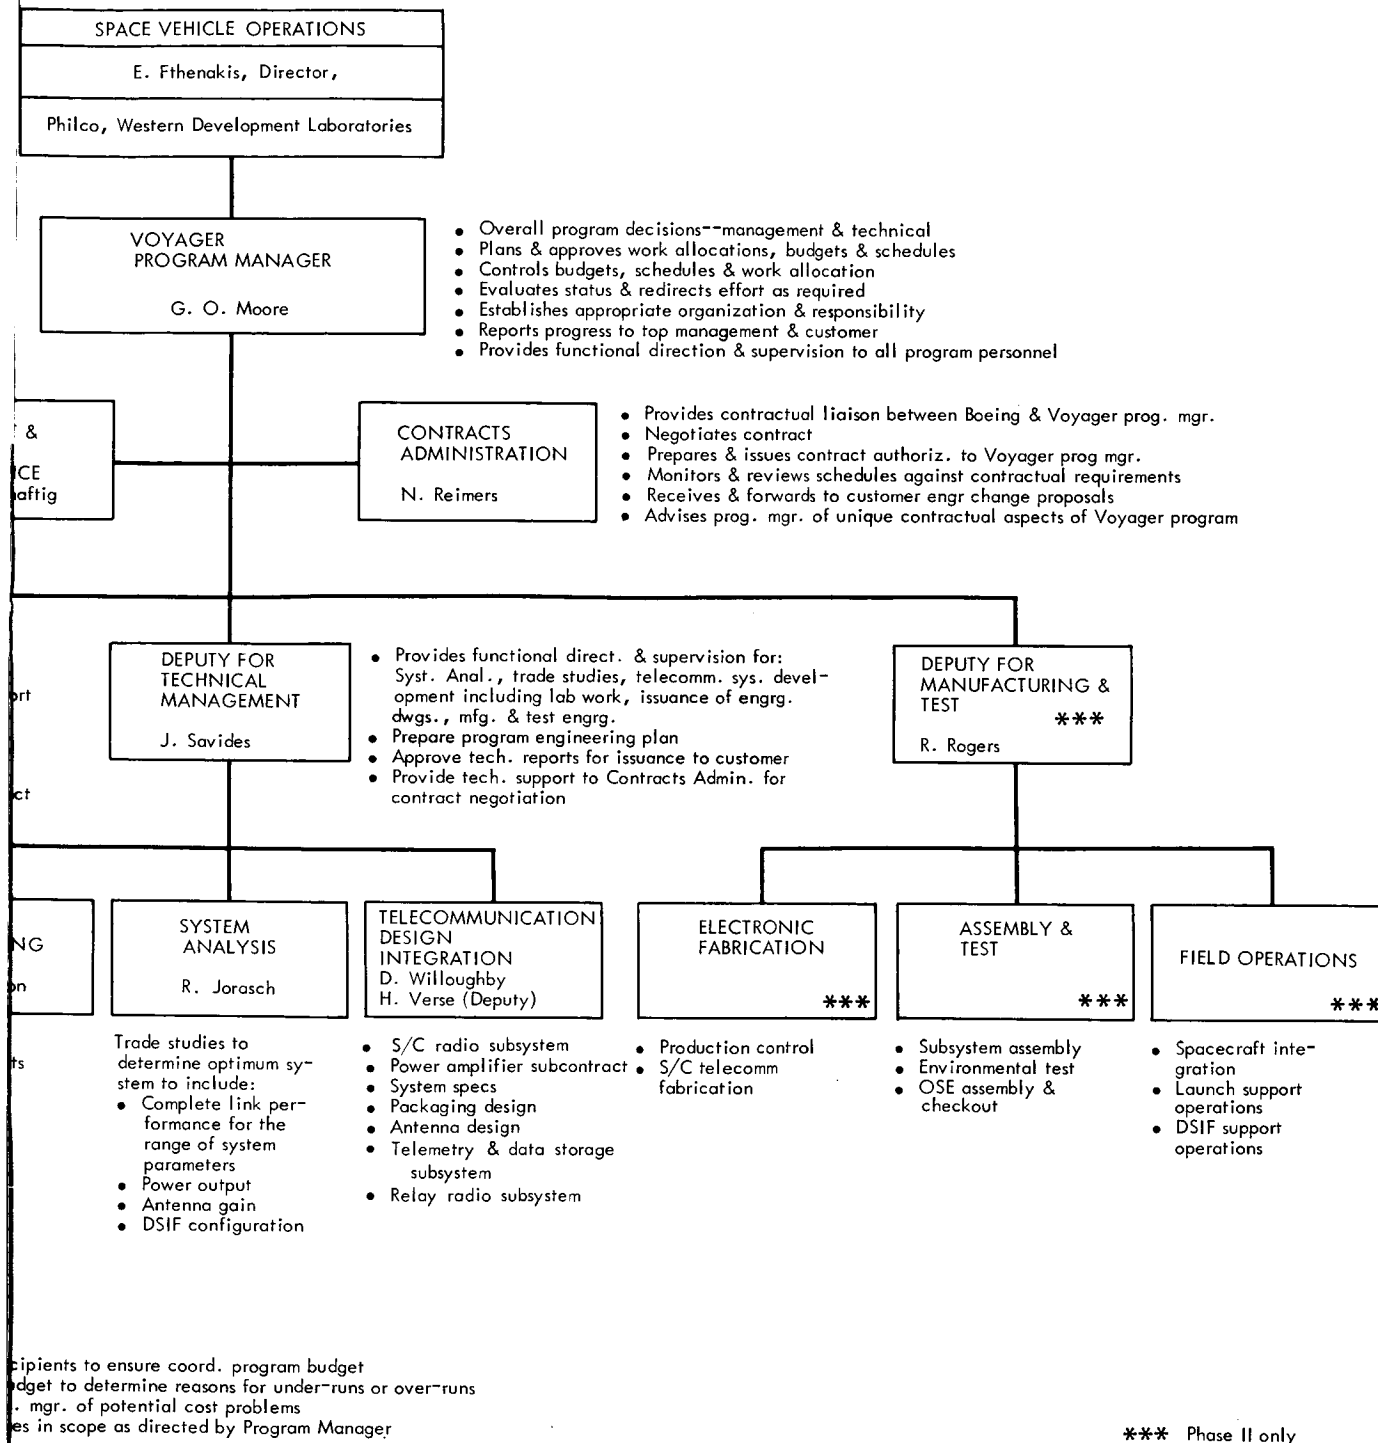 SPACE VEHICLE OPERATIONS
E. Fthenakis, Director,
Philco, Western Development Laboratories
VOYAGER
PROGRAM MANAGER
G. O. Moore
• Overall program decisions--management & technical
• Plans & approves work allocations, budgets & schedules
• Controls budgets, schedules & work allocation
• Evaluates status & redirects effort as required
• Establishes appropriate organization & responsibility
• Reports progress to top management & customer
• Provides functional direction & supervision to all program personnel
&
CONTRACTS
ADMINISTRATION
N. Reimers
• Provides contractual liaison between Boeing & Voyager prog. mgr.
• Negotiates contract
• Prepares & issues contract authoriz. to Voyager prog mgr.
• Monitors & reviews schedules against contractual requirements
• Receives & forwards to customer engr change proposals
• Advises prog. mgr. of unique contractual aspects of Voyager program
DEPUTY FOR
TECHNICAL
MANAGEMENT
J. Savides
• Provides functional direct. & supervision for:
Syst. Anal., trade studies, telecomm. sys. devel-
opment including lab work, issuance of engrg.
dwgs., mfg. & test engrg.
• Prepare program engineering plan
• Approve tech. reports for issuance to customer
• Provide tech. support to Contracts Admin. for
contract negotiation
DEPUTY FOR
MANUFACTURING &
TEST ***
R. Rogers
SYSTEM
ANALYSIS
R. Jorasch
Trade studies to
determine optimum sy-
stem to include:
• Complete link per-
formance for the
range of system
parameters
• Power output
• Antenna gain
• DSIF configuration
TELECOMMUNICATION
DESIGN
INTEGRATION
D. Willoughby
H. Verse (Deputy)
• S/C radio subsystem
• Power amplifier subcontract
• System specs
• Packaging design
• Antenna design
• Telemetry & data storage
subsystem
• Relay radio subsystem
ELECTRONIC
FABRICATION
***
• Production control
• S/C telecomm
fabrication
ASSEMBLY &
TEST
***
• Subsystem assembly
• Environmental test
• OSE assembly &
checkout
FIELD OPERATIONS
***
• Spacecraft inte-
gration
• Launch support
operations
• DSIF support
operations
to ensure coord. program budget
to determine reasons for under-runs or over-runs
mgr. of potential cost problems
in scope as directed by Program Manager
*** Phase II only